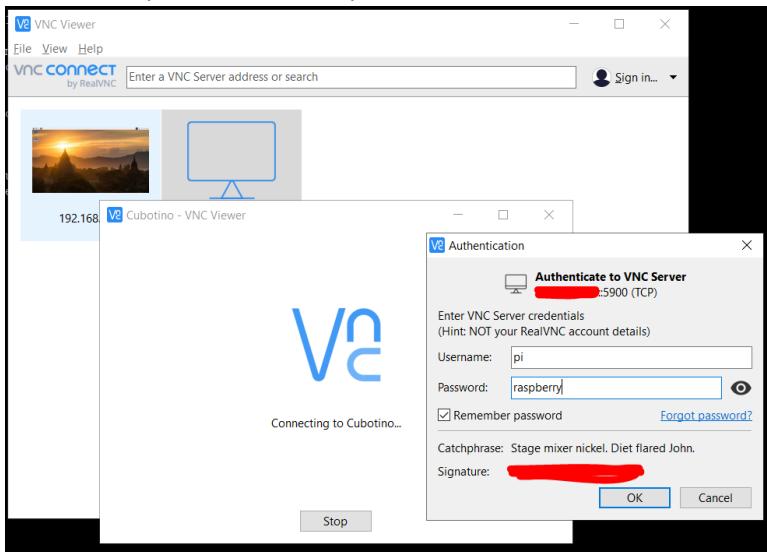 VNC Viewer
File View Help
VNC CONNECT
by RealVNC
Enter a VNC Server address or search
Sign in...
192.168.
Cubotino - VNC Viewer
Connecting to Cubotino...
Stop
Authentication
Authenticate to VNC Server
:5900 (TCP)
Enter VNC Server credentials
(Hint: NOT your RealVNC account details)
Username: pi
Password: raspberry
Remember password Forgot password?
Catchphrase: Stage mixer nickel. Diet flared John.
Signature:
OK Cancel